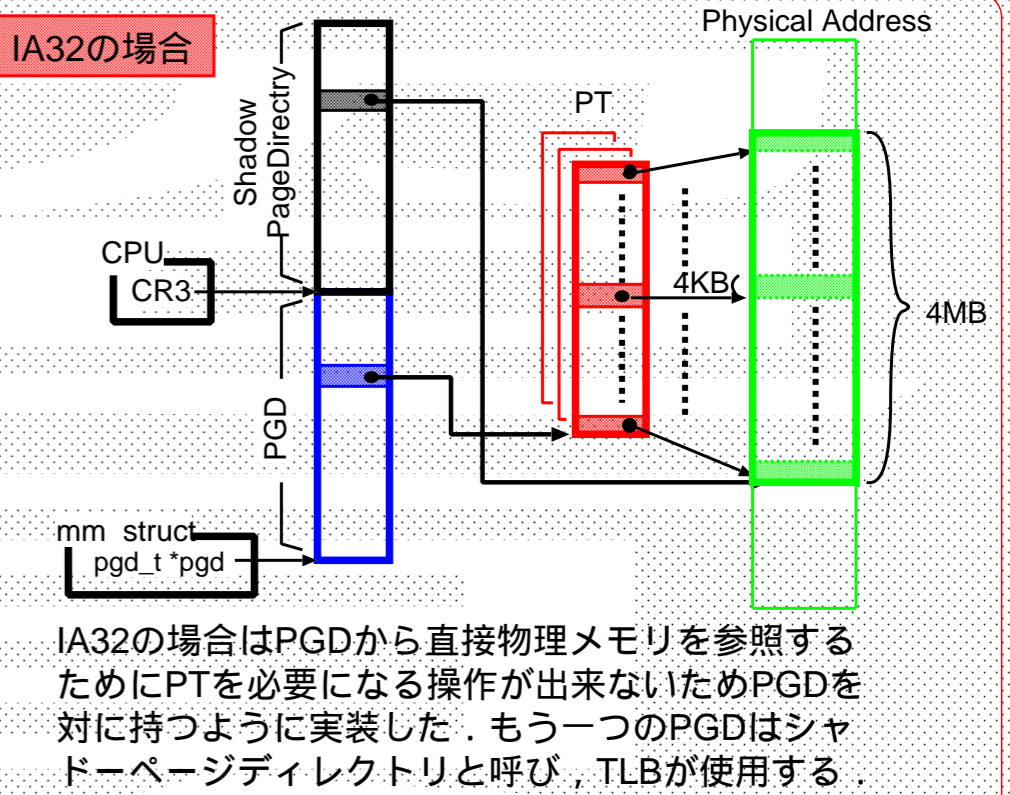 IA32の場合
Physical Address
Shadow
PageDirectry
PT
CPU
CR3
4KB
4MB
PGD
mm struct
pgd_t *pgd
IA32の場合はPGDから直接物理メモリを参照する
ためにPTを必要になる操作が出来ないためPGDを
対に持つように実装した．もう一つのPGDはシャ
ドーページディレクトリと呼び，TLBが使用する．